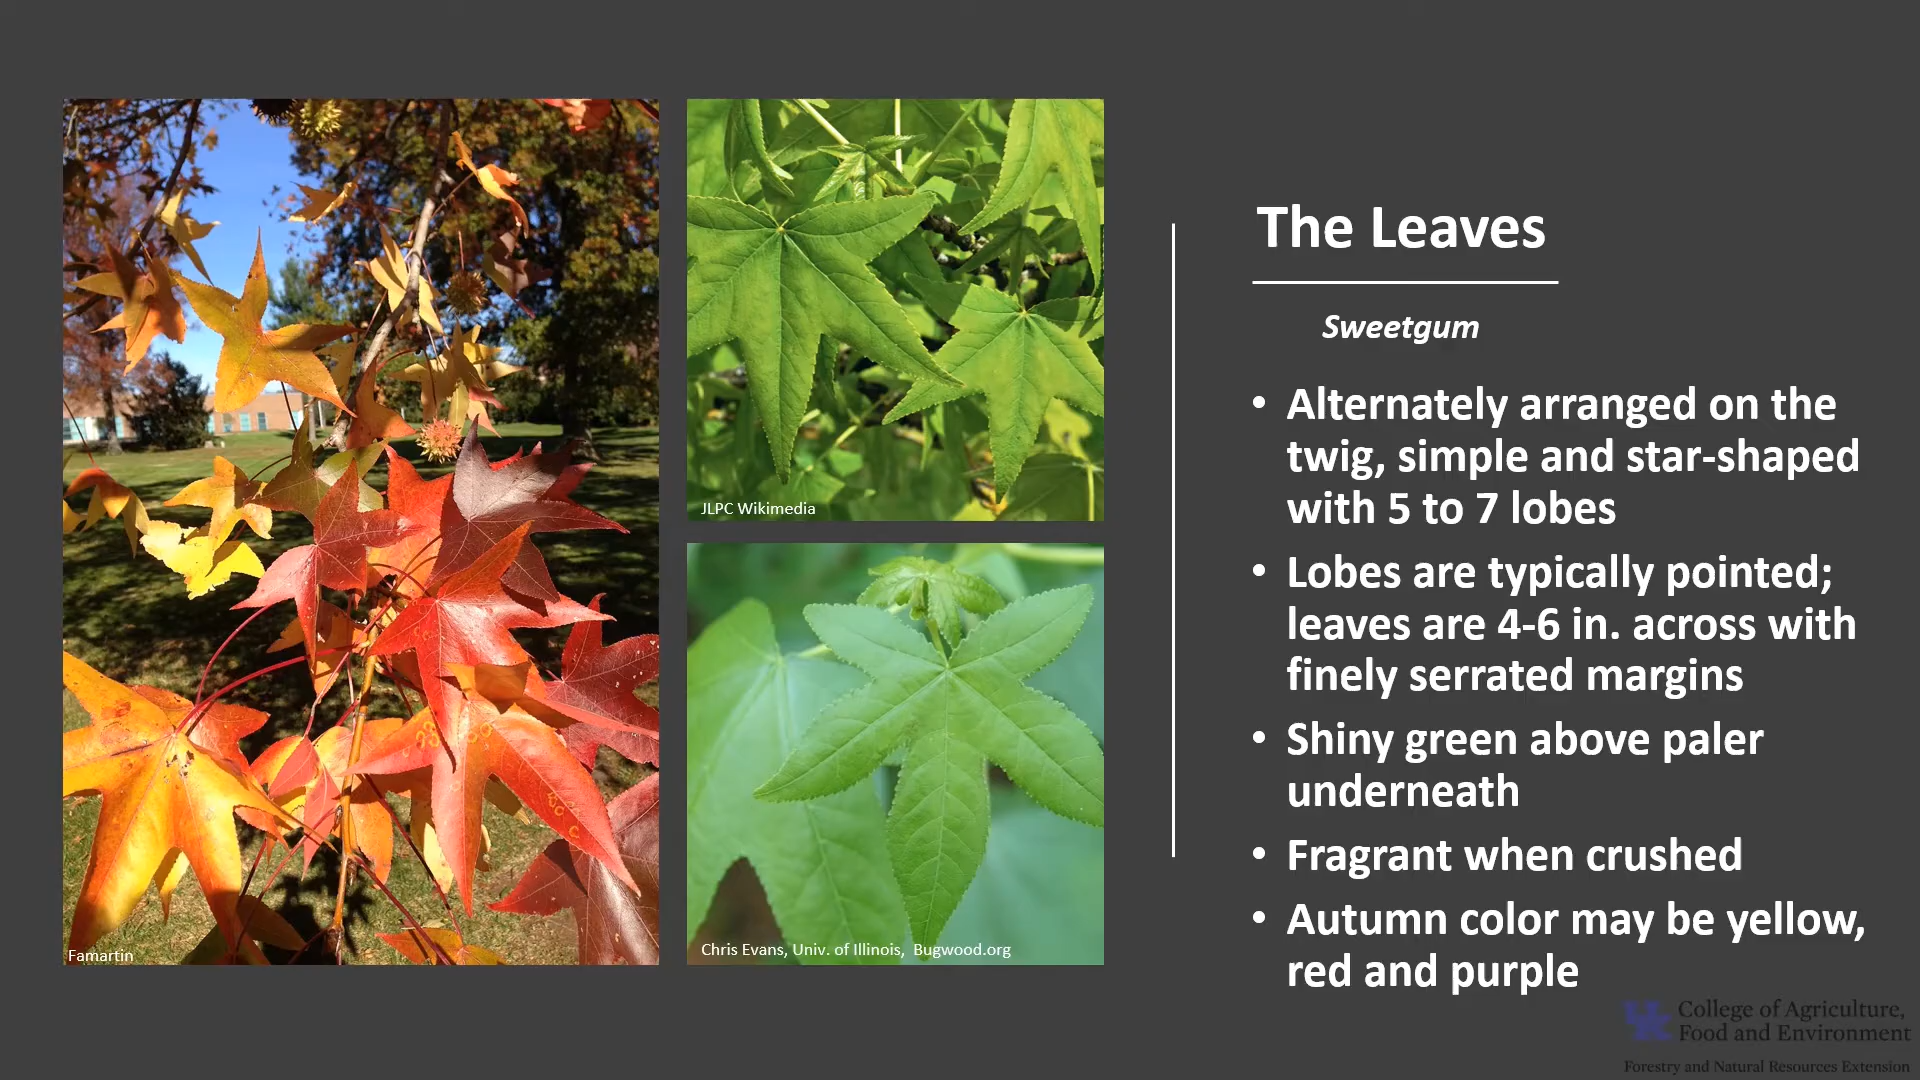 The Leaves
Sweetgum
• Alternately arranged on the
twig, simple and star-shaped
with 5 to 7 lobes
• Lobes are typically pointed;
leaves are 4-6 in. across with
finely serrated margins
• Shiny green above paler
underneath
• Fragrant when crushed
• Autumn color may be yellow,
red and purple
Famartin
JLPC Wikimedia
Chris Evans, Univ. of Illinois, Bugwood.org
UK
College of Agriculture,
Food and Environment
Forestry and Natural Resources Extension